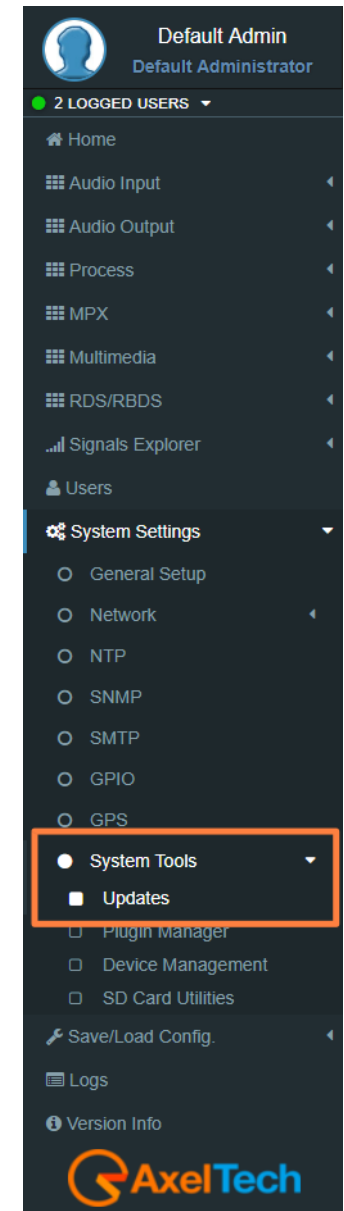 Default Admin
Default Administrator
2 LOGGED USERS
Home
Audio Input
Audio Output
Process
MPX
Multimedia
RDS/RBDS
Signals Explorer
Users
System Settings
General Setup
Network
NTP
SNMP
SMTP
GPIO
GPS
System Tools
Updates
Plugin Manager
Device Management
SD Card Utilities
Save/Load Config.
Logs
Version Info
AxelTech